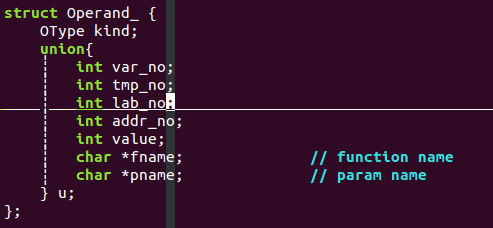 struct Operand_ {
    OType kind;
    union{
        int var_no;
        int tmp_no;
        int lab_no;
        int addr_no;
        int value;
        char *fname;              // function name
        char *pname;              // param name
    } u;
};